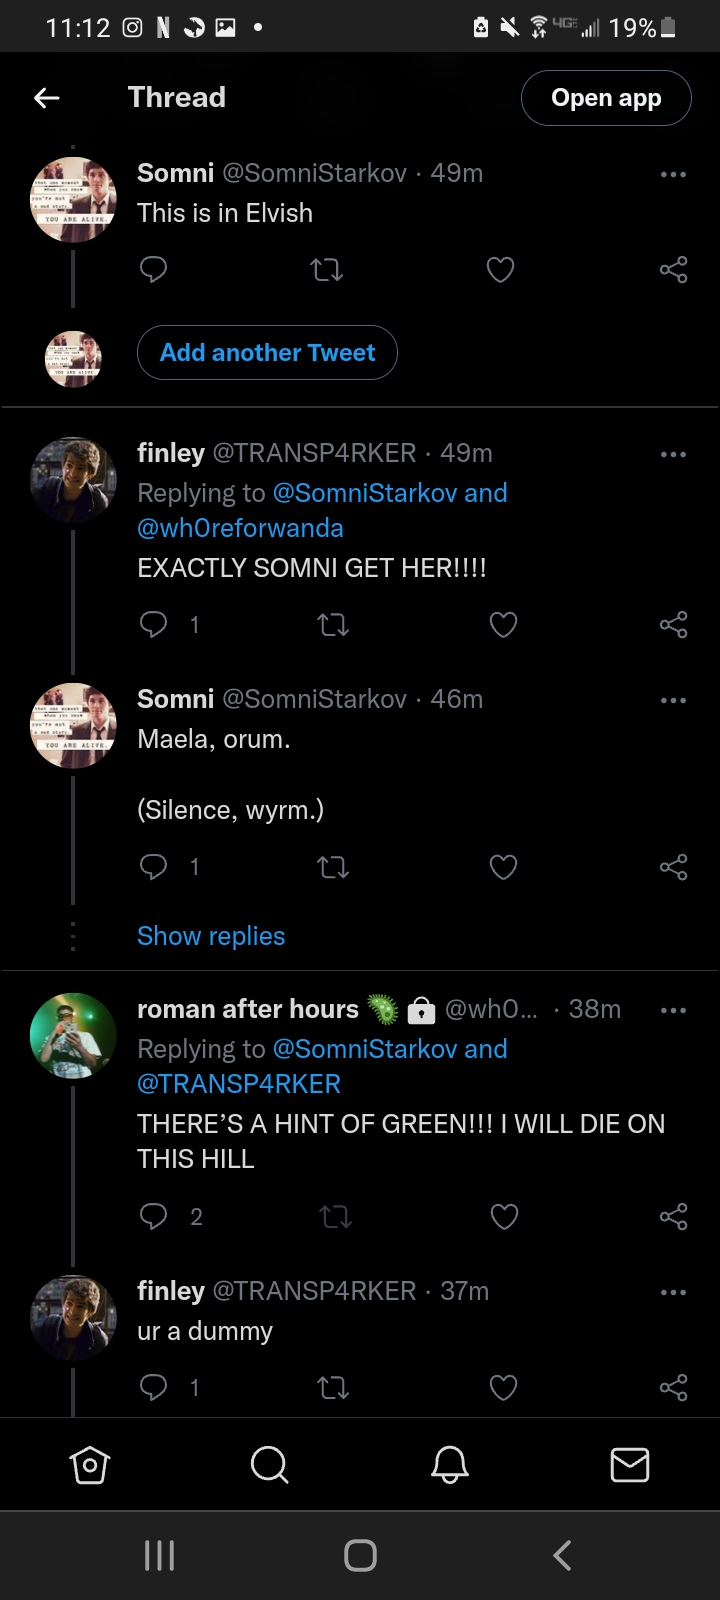 11:12 19%
Thread Open app
Somni @SomniStarkov · 49m
This is in Elvish
Add another Tweet
finley @TRANSP4RKER · 49m
Replying to @SomniStarkov and
@wh0reforwanda
EXACTLY SOMNI GET HER!!!!
1
Somni @SomniStarkov · 46m
Maela, orum.
(Silence, wyrm.)
1
Show replies
roman after hours 🦠 🔒 @wh0... · 38m
Replying to @SomniStarkov and
@TRANSP4RKER
THERE’S A HINT OF GREEN!!! I WILL DIE ON
THIS HILL
2
finley @TRANSP4RKER · 37m
ur a dummy
1
YOU ARE ALIVE.